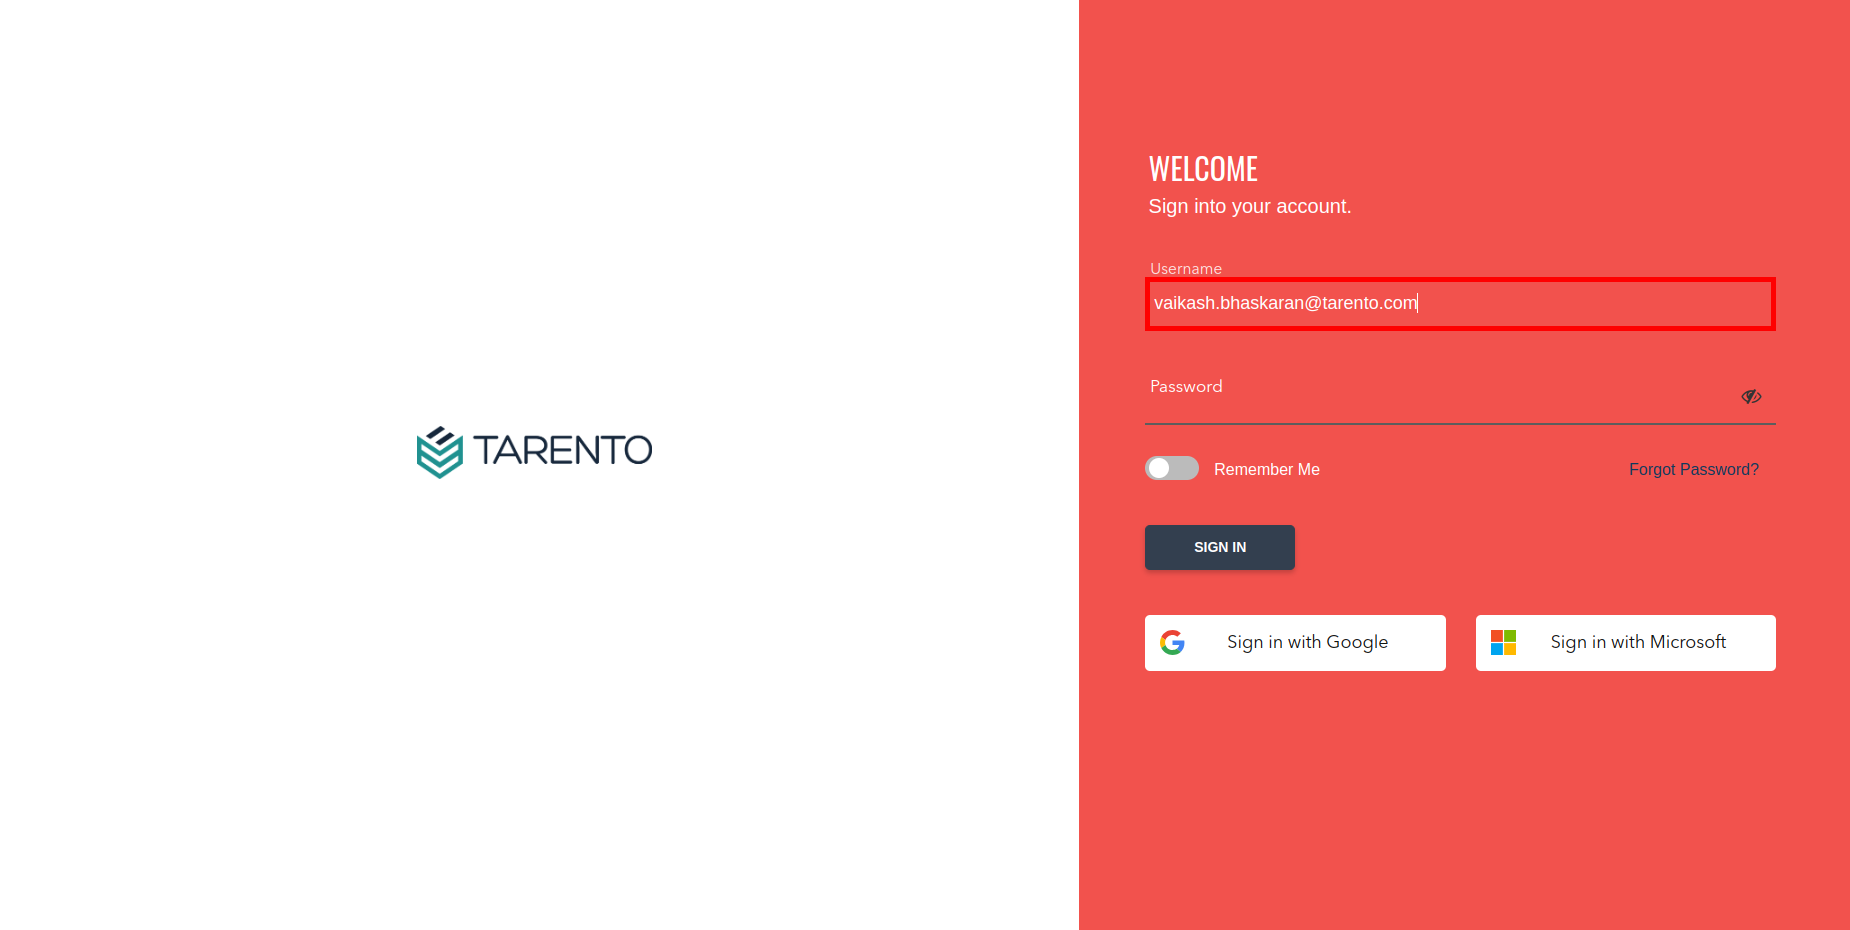 TARENTO
WELCOME
Sign into your account.
Username
vaikash.bhaskaran@tarento.com
Password
Remember Me
Forgot Password?
SIGN IN
Sign in with Google
Sign in with Microsoft